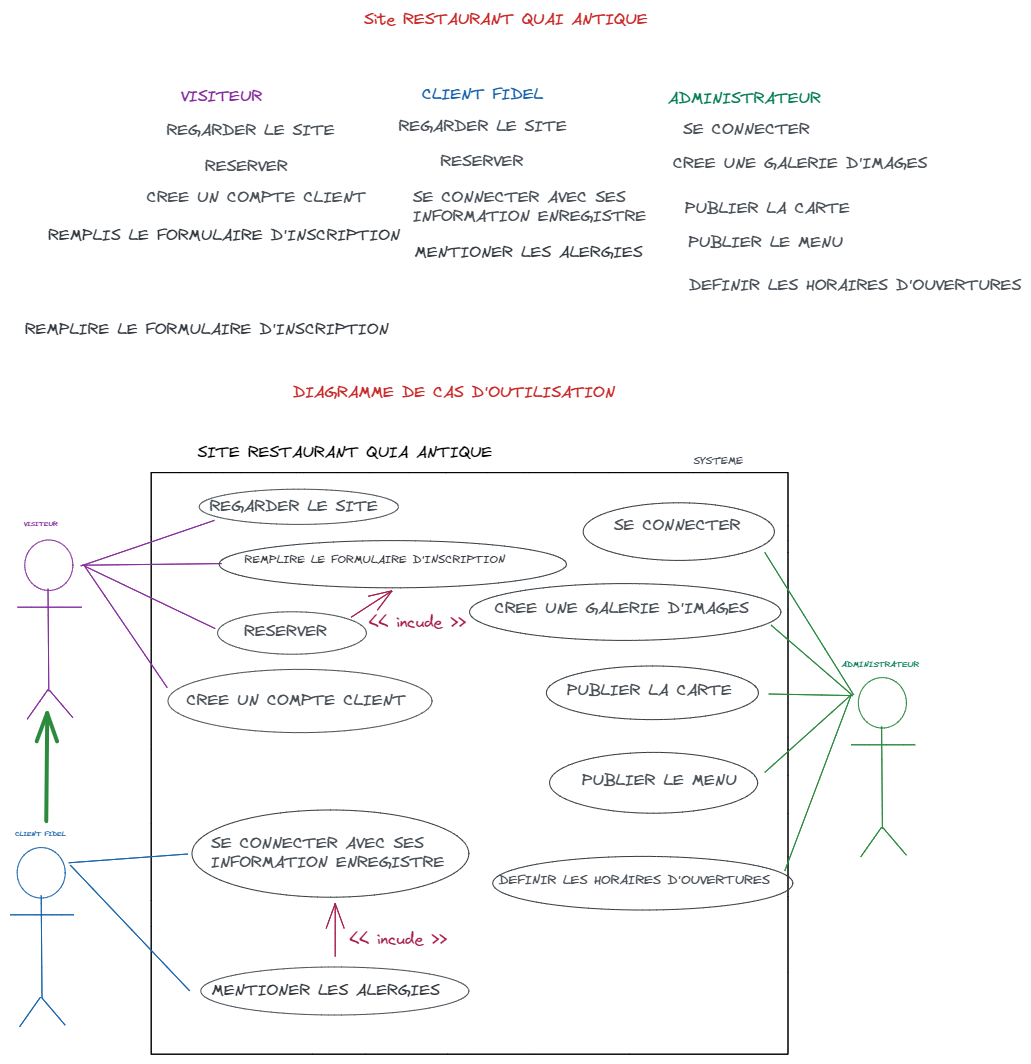 Site RESTAURANT QUAI ANTIQUE
VISITEUR
REGARDER LE SITE
RESERVER
CREE UN COMPTE CLIENT
REMPLIS LE FORMULAIRE D'INSCRIPTION
REMPLIRE LE FORMULAIRE D'INSCRIPTION
CLIENT FIDEL
REGARDER LE SITE
RESERVER
SE CONNECTER AVEC SES
INFORMATION ENREGISTRE
MENTIONER LES ALERGIES
ADMINISTRATEUR
SE CONNECTER
CREE UNE GALERIE D'IMAGES
PUBLIER LA CARTE
PUBLIER LE MENU
DEFINIR LES HORAIRES D'OUVERTURES
DIAGRAMME DE CAS D'OUTILISATION
SITE RESTAURANT QUIA ANTIQUE
SYSTEME
VISITEUR
REGARDER LE SITE
REMPLIRE LE FORMULAIRE D'INSCRIPTION
<< incude >>
RESERVER
CREE UN COMPTE CLIENT
SE CONNECTER
CREE UNE GALERIE D'IMAGES
PUBLIER LA CARTE
PUBLIER LE MENU
DEFINIR LES HORAIRES D'OUVERTURES
ADMINISTRATEUR
CLIENT FIDEL
SE CONNECTER AVEC SES
INFORMATION ENREGISTRE
<< incude >>
MENTIONER LES ALERGIES